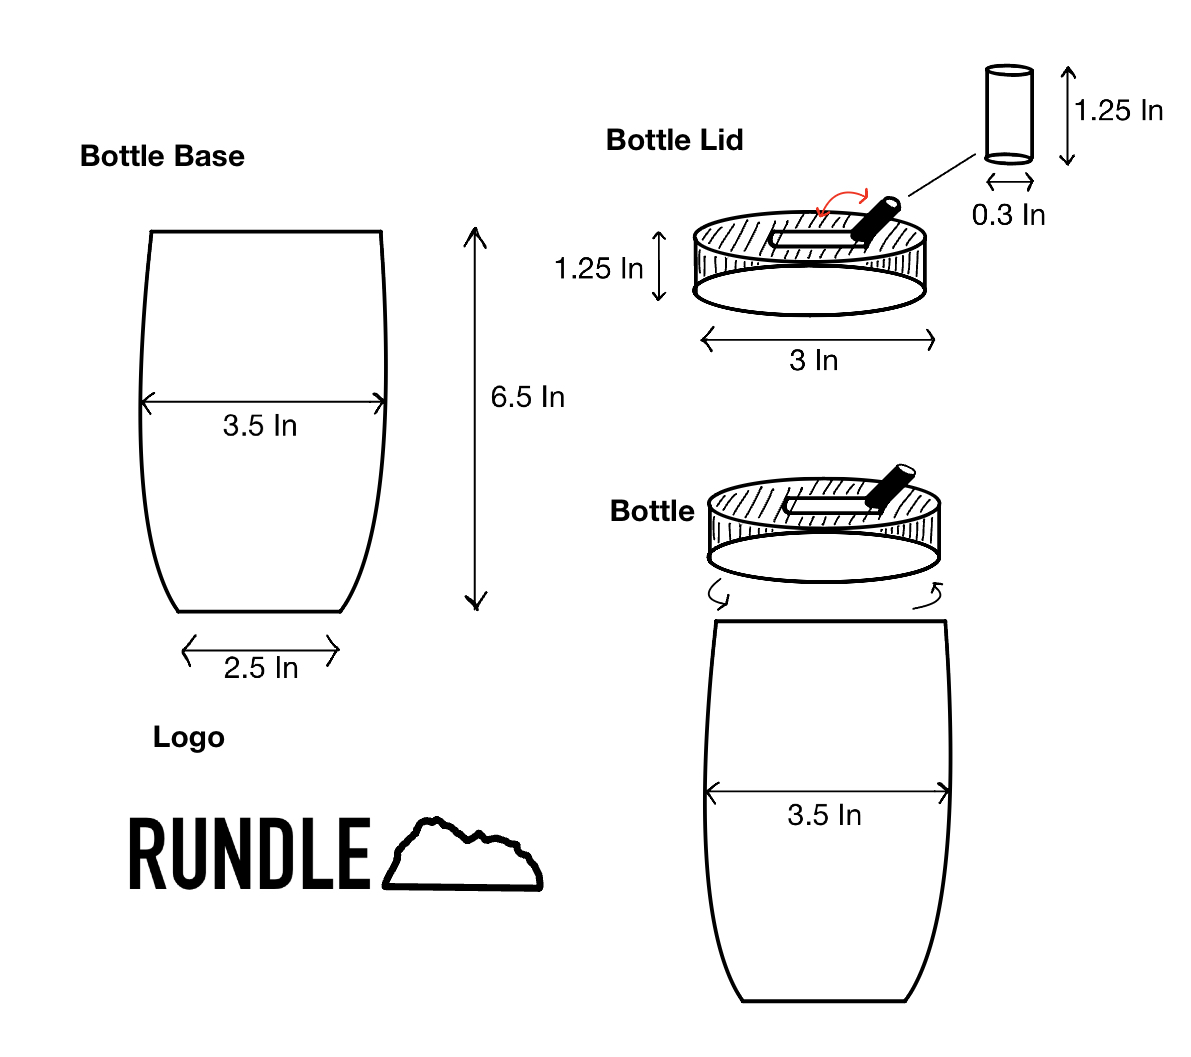 Bottle Base
3.5 In
6.5 In
2.5 In
Bottle Lid
1.25 In
0.3 In
1.25 In
3 In
Bottle
3.5 In
Logo
RUNDLE